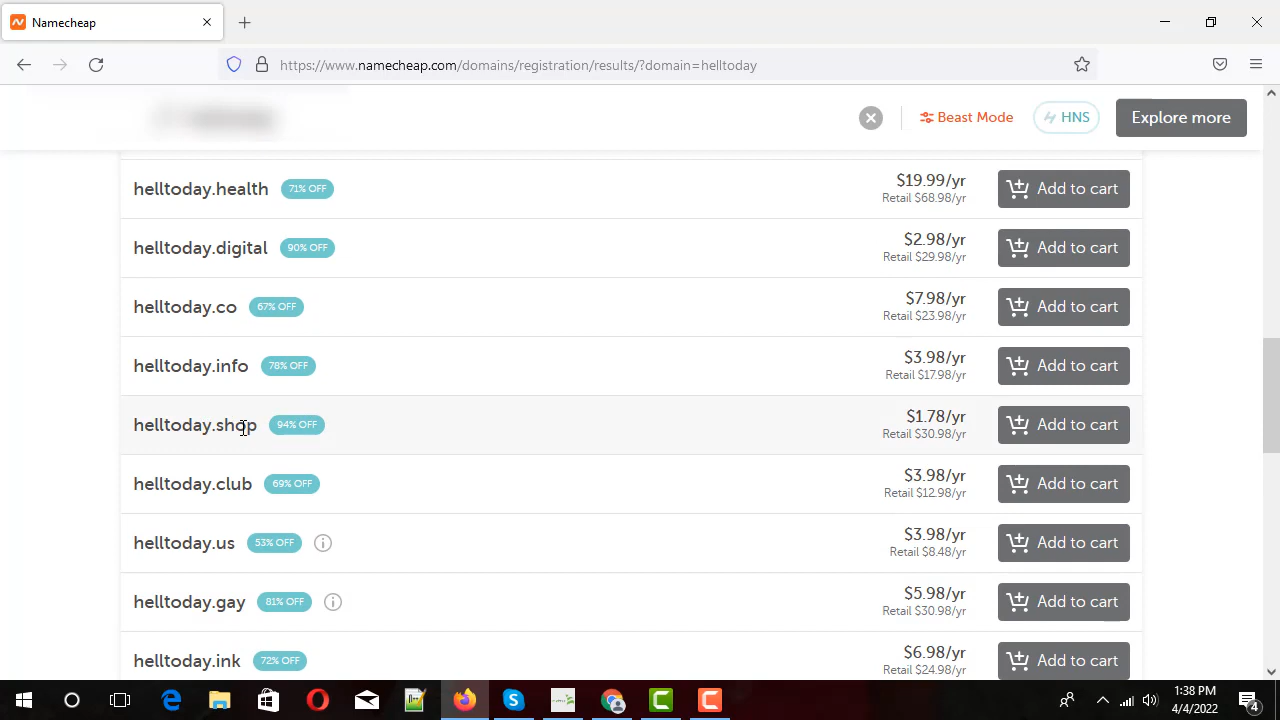 Namecheap
https://www.namecheap.com/domains/registration/results/?domain=helltoday
Beast Mode
HNS
Explore more
helltoday.health 71% OFF $19.99/yr Add to cart
Retail $68.98/yr
helltoday.digital 90% OFF $2.98/yr Add to cart
Retail $29.98/yr
helltoday.co 67% OFF $7.98/yr Add to cart
Retail $23.98/yr
helltoday.info 78% OFF $3.98/yr Add to cart
Retail $17.98/yr
helltoday.shop 94% OFF $1.78/yr Add to cart
Retail $30.98/yr
helltoday.club 69% OFF $3.98/yr Add to cart
Retail $12.98/yr
helltoday.us 53% OFF $3.98/yr Add to cart
Retail $8.48/yr
helltoday.gay 81% OFF $5.98/yr Add to cart
Retail $30.98/yr
helltoday.ink 72% OFF $6.98/yr Add to cart
Retail $24.98/yr
1:38 PM
4/4/2022
4